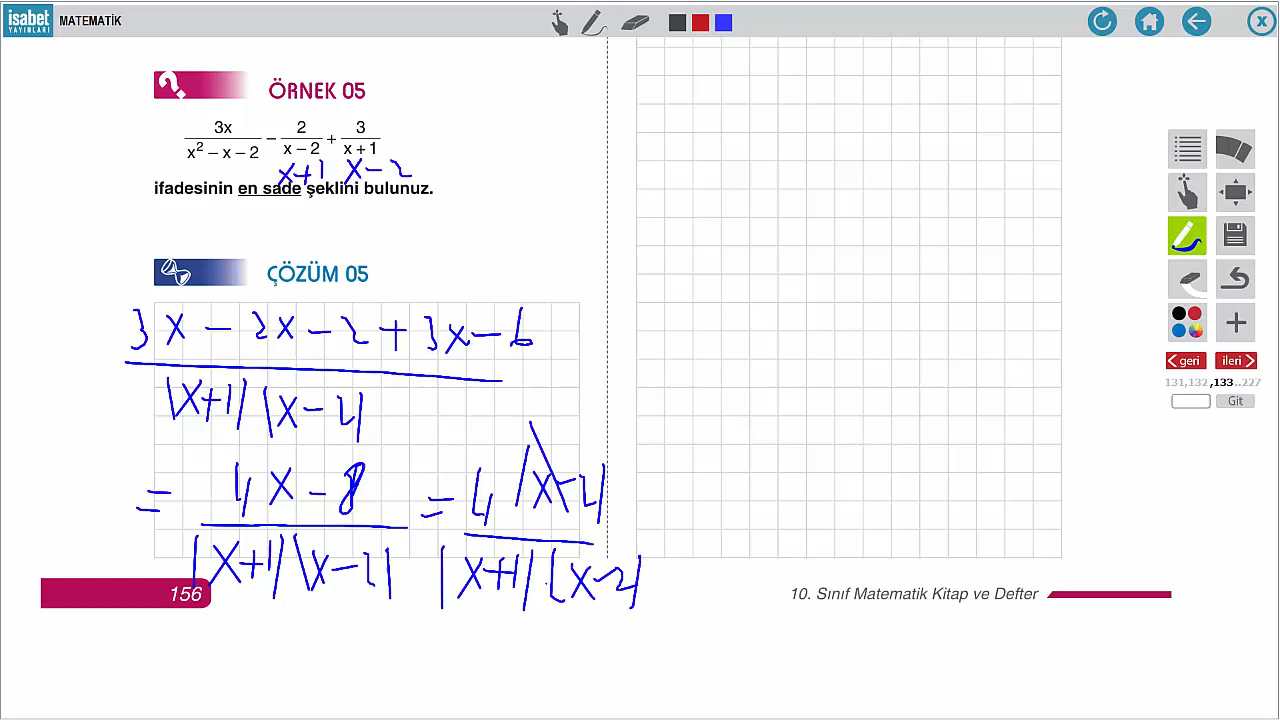 isabet
YAYINLARI
MATEMATİK
ÖRNEK 05
3x / x² – x – 2 – 2 / x – 2 + 3 / x + 1
x+1 x-2
ifadesinin en sade şeklini bulunuz.
ÇÖZÜM 05
3x - 2x - 2 + 3x - 6
(x+1) (x-2)
= 4x - 8 = 4 (x-2)
(x+1)(x-2) (x+1).(x-2)
geri ileri
131,132,133..227
Git
156
10. Sınıf Matematik Kitap ve Defter